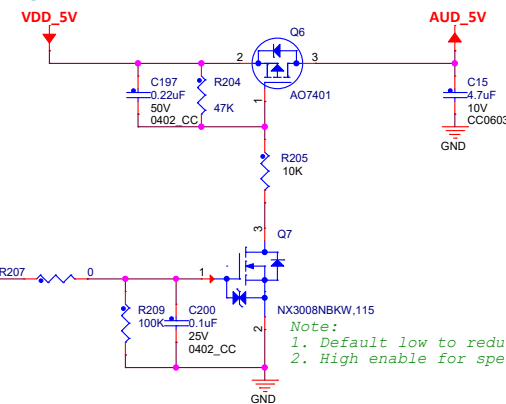 VDD_5V
AUD_5V
Q6
2
3
C197
0.22uF
50V
0402_CC
R204
47K
1
AO7401
C15
4.7uF
10V
CC0603
GND
R205
10K
3
Q7
R207
0
1
R209
100K
C200
0.1uF
25V
0402_CC
2
NX3008NBKW,115
Note:
1. Default low to redu
2. High enable for spe
GND